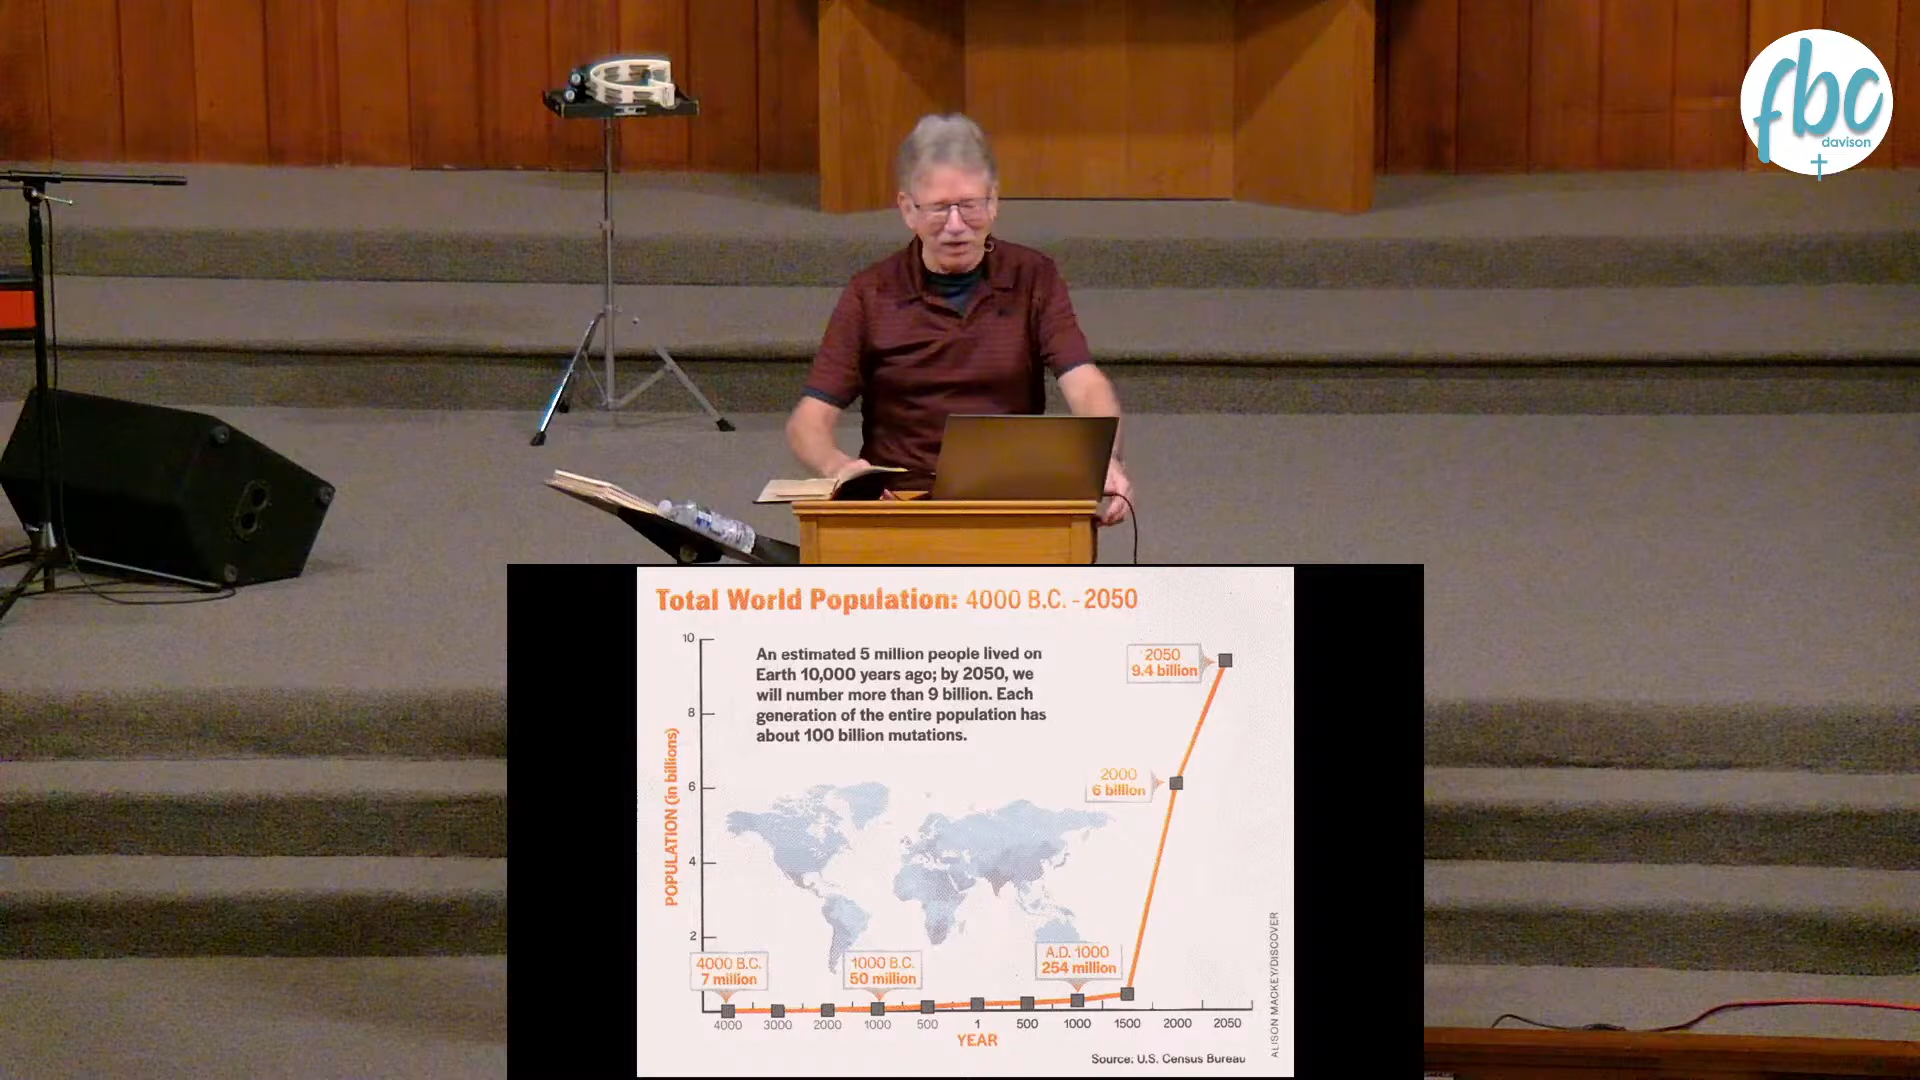 fbc
davison
Total World Population: 4000 B.C. - 2050
An estimated 5 million people lived on
Earth 10,000 years ago; by 2050, we
will number more than 9 billion. Each
generation of the entire population has
about 100 billion mutations.
2050
9.4 billion
2000
6 billion
10
8
6
4
2
POPULATION (in billions)
4000 B.C.
7 million
1000 B.C.
50 million
A.D. 1000
254 million
4000 3000 2000 1000 500 1 500 1000 1500 2000 2050
YEAR
Source: U.S. Census Bureau
ALISON MACKEY/DISCOVER